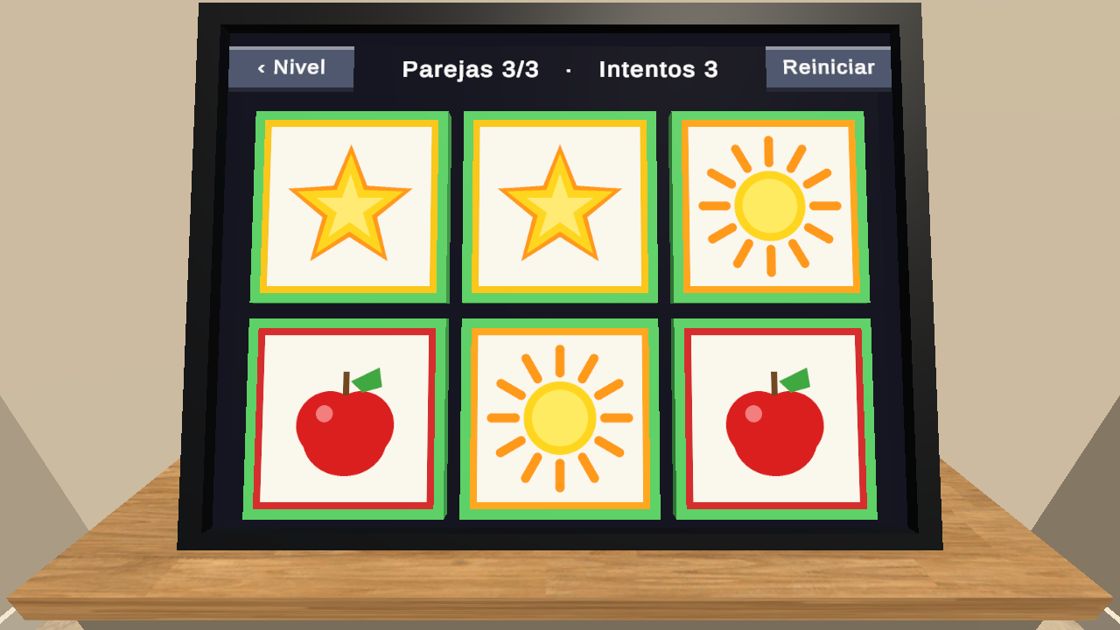 ‹ Nivel
Parejas 3/3 · Intentos 3
Reiniciar